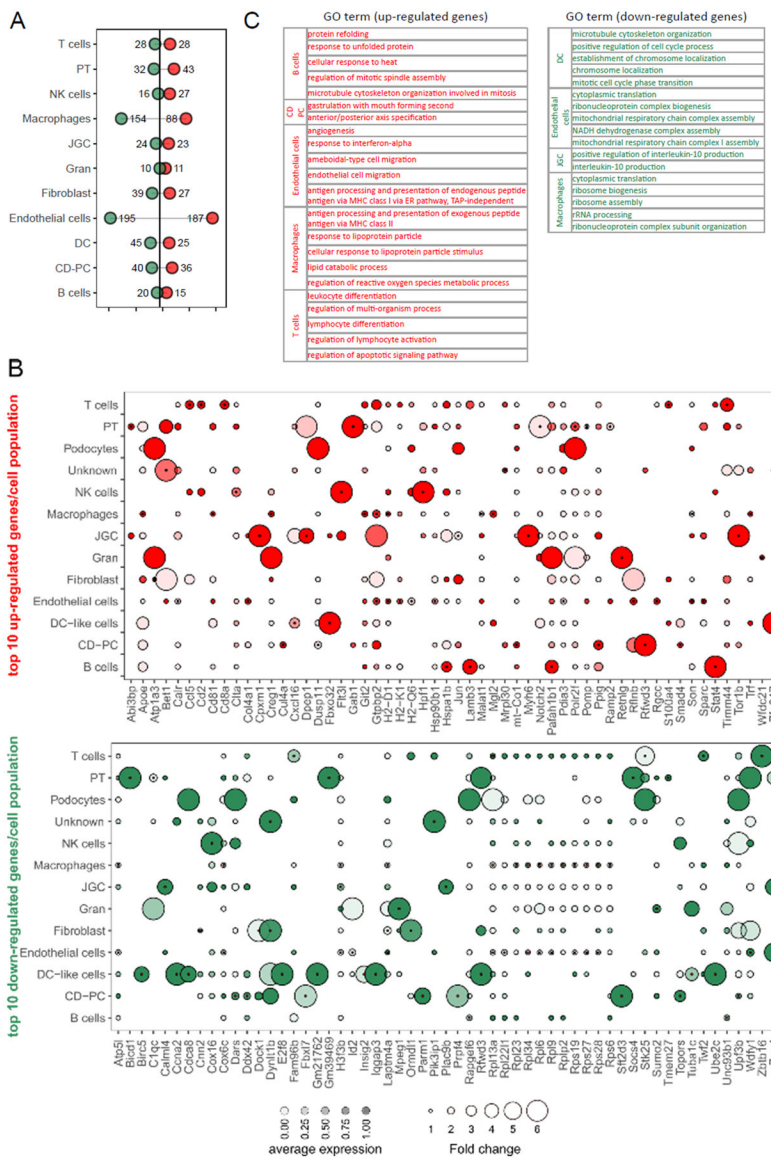 A
T cells 28 28
PT 32 43
NK cells 16 27
Macrophages 154 88
JGC 24 23
Gran 10 11
Fibroblast 39 27
Endothelial cells 195 187
DC 45 25
CD-PC 40 36
B cells 20 15
C
GO term (up-regulated genes)
B cells
protein refolding
response to unfolded protein
cellular response to heat
regulation of mitotic spindle assembly
microtubule cytoskeleton organization involved in mitosis
CD PC
gastrulation with mouth forming second
anterior/posterior axis specification
Endothelial cells
angiogenesis
response to interferon-alpha
ameboidal-type cell migration
endothelial cell migration
antigen processing and presentation of endogenous peptide
antigen via MHC class I via ER pathway, TAP-independent
Macrophages
antigen processing and presentation of exogenous peptide
antigen via MHC class II
response to lipoprotein particle
cellular response to lipoprotein particle stimulus
lipid catabolic process
regulation of reactive oxygen species metabolic process
T cells
leukocyte differentiation
regulation of multi-organism process
lymphocyte differentiation
regulation of lymphocyte activation
regulation of apoptotic signaling pathway
GO term (down-regulated genes)
DC
microtubule cytoskeleton organization
positive regulation of cell cycle process
establishment of chromosome localization
chromosome localization
mitotic cell cycle phase transition
Endothelial cells
cytoplasmic translation
ribonucleoprotein complex biogenesis
mitochondrial respiratory chain complex assembly
NADH dehydrogenase complex assembly
mitochondrial respiratory chain complex I assembly
JGC
positive regulation of interleukin-10 production
interleukin-10 production
Macrophages
cytoplasmic translation
ribosome biogenesis
ribosome assembly
rRNA processing
ribonucleoprotein complex subunit organization
B
top 10 up-regulated genes/cell population
T cells
PT
Podocytes
Unknown
NK cells
Macrophages
JGC
Gran
Fibroblast
Endothelial cells
DC-like cells
CD-PC
B cells
Abi3bp
Apoe
Atp1a3
Bet1
Calr
Ccl5
Cd2
Cd81
Cd8a
Clta
Col4a1
Cpxm1
Creg1
Cul4a
Cxcl16
Dpep1
Dusp11
Fbxo32
Flt3l
Gab1
Glt2
Gtpbp2
H2-D1
H2-K1
H2-Q6
Hpf1
Hsp90b1
Hspa1b
Jun
Lamb3
Malat1
Mgl2
Mrpl30
mt-Co1
Myh6
Notch2
Pafah1b1
Pdia3
Polr2l
Pomp
Ppig
Ramp2
Retnlg
Rflnb
Rfwd3
Rgcc
S100a4
Smad4
Son
Sparc
Stat4
Timm44
Tor1b
Trf
Wfdc21
top 10 down-regulated genes/cell population
T cells
PT
Podocytes
Unknown
NK cells
Macrophages
JGC
Gran
Fibroblast
Endothelial cells
DC-like cells
CD-PC
B cells
Atp5l
Bicd1
Birc5
C1qc
Calml4
Ccna2
Cdca8
Cnn2
Cox16
Cox6c
Dars
Ddx42
Dock1
Dynlt1b
E2f8
Fam96b
Fbxl7
Gm21762
Gm39469
H3f3b
Id2
Insig2
Iqgap3
Laptm4a
Mpeg1
Ormdl1
Parm1
Pik3ip1
Plac9b
Prpf4
Rapgef6
Rfwd3
Rpl13a
Rpl22l1
Rpl23
Rpl34
Rpl6
Rpl9
Rplp2
Rps19
Rps27
Rps28
Rps6
Sft2d3
Socs4
Stk25
Sumo2
Tmem27
Topors
Tuba1c
Twf2
Ube2c
Unc93b1
Upf3b
Wdfy1
Zbtb16
0.00
0.25
0.50
0.75
1.00
average expression
1
2
3
4
5
6
Fold change